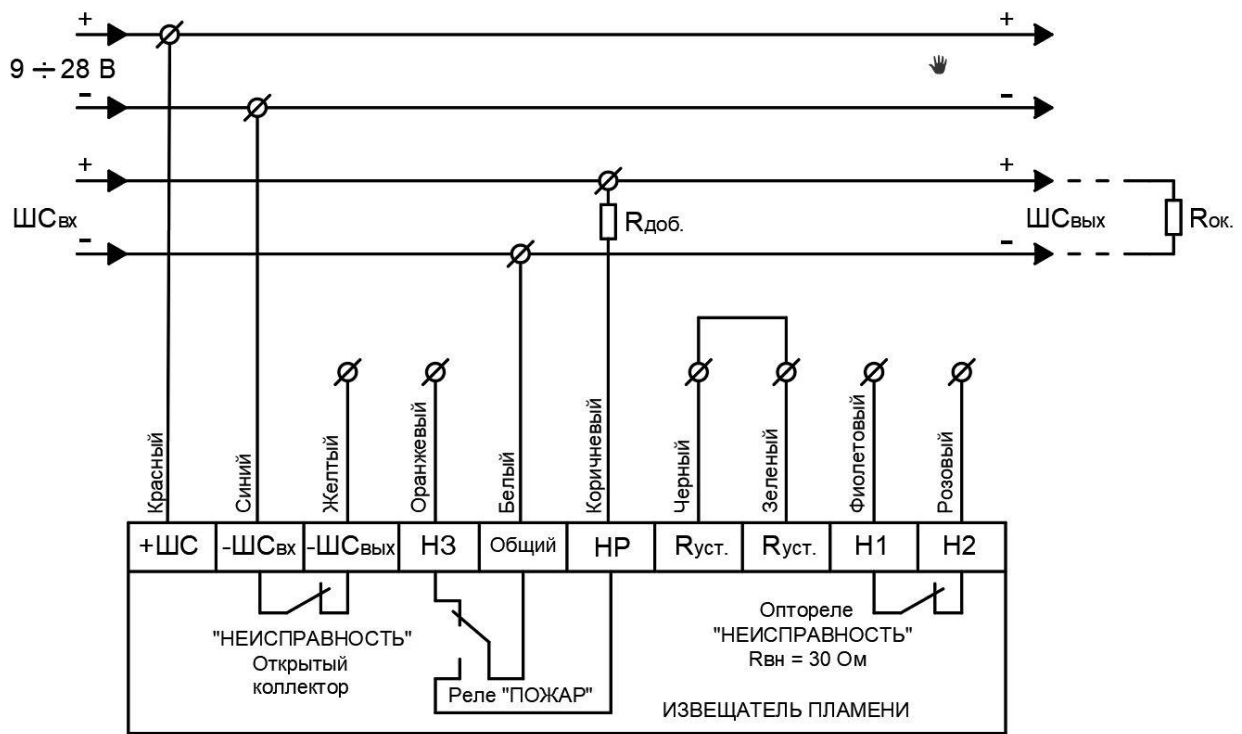 + +
9 ÷ 28 В
- -
+ +
Rдоб.
ШСвх ШСвых Rок.
- -
Красный
Синий
Желтый
Оранжевый
Белый
Коричневый
Черный
Зеленый
Фиолетовый
Розовый
+ШС -ШСвх -ШСвых НЗ Общий НР Rуст. Rуст. Н1 Н2
"НЕИСПРАВНОСТЬ"
Открытый
коллектор
Реле "ПОЖАР"
Оптореле
"НЕИСПРАВНОСТЬ"
Rвн = 30 Ом
ИЗВЕЩАТЕЛЬ ПЛАМЕНИ